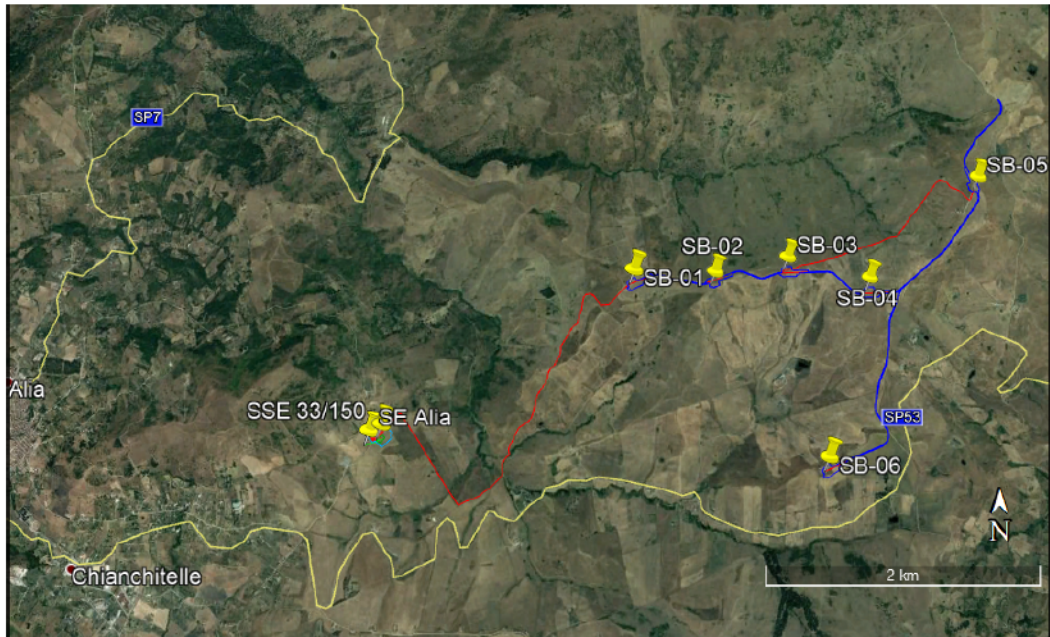 SP7
SB-05
SB-02
SB-03
SB-01
SB-04
Alia
SSE 33/150
SE Alia
SP53
SB-06
N
Chianchitelle
2 km